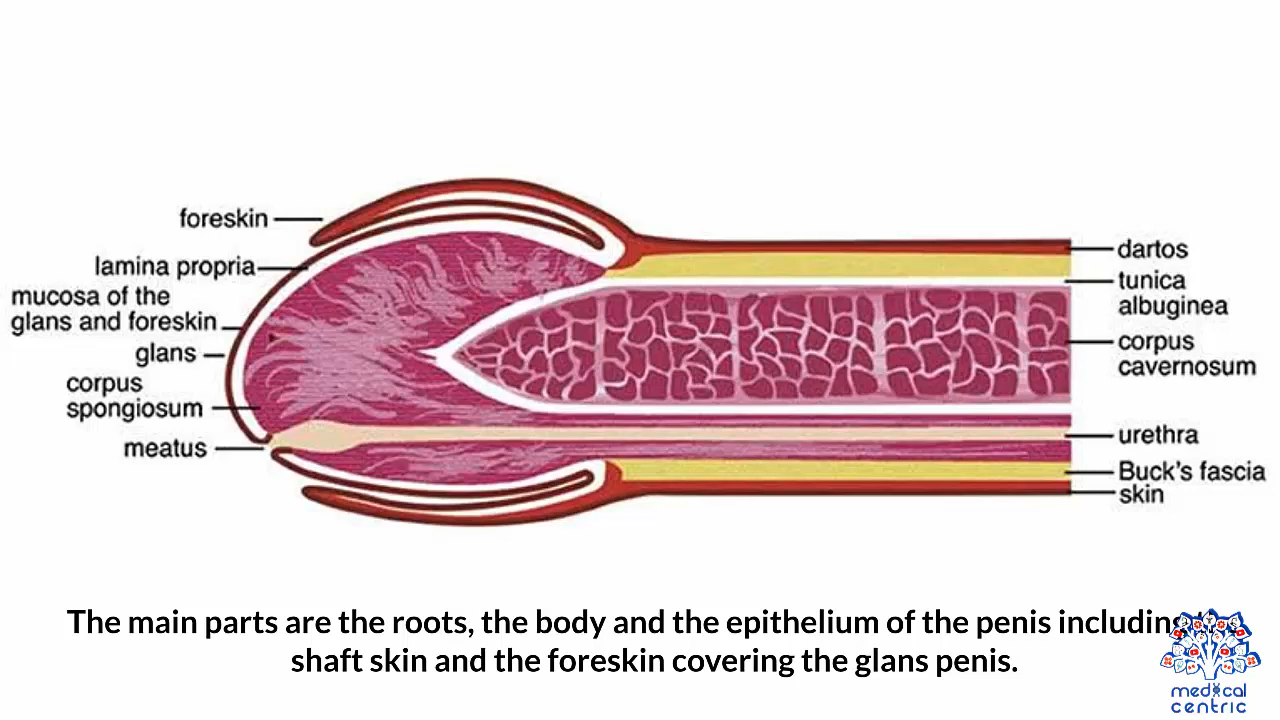 foreskin
lamina propria
mucosa of the
glans and foreskin
glans
corpus
spongiosum
meatus
dartos
tunica
albuginea
corpus
cavernosum
urethra
Buck's fascia
skin
The main parts are the roots, the body and the epithelium of the penis including
shaft skin and the foreskin covering the glans penis.
medical
centric